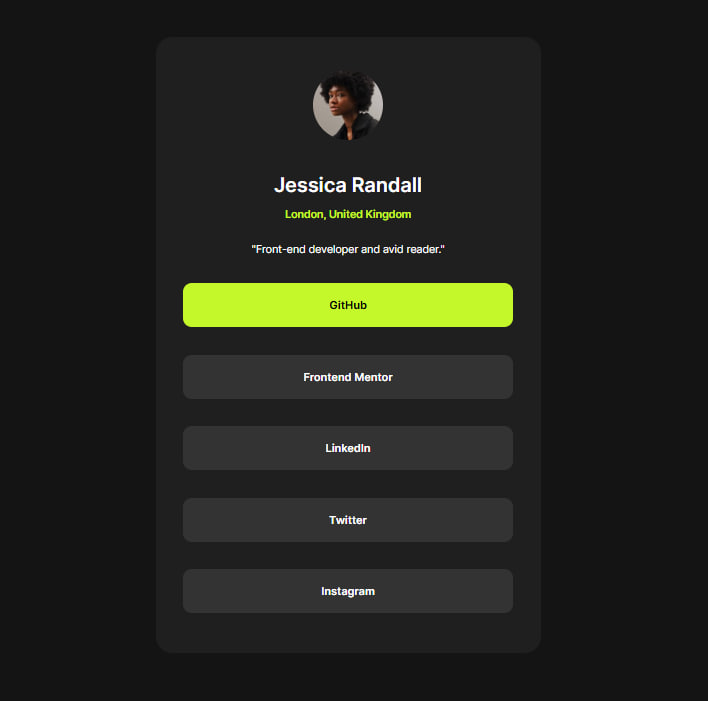 Jessica Randall
London, United Kingdom
"Front-end developer and avid reader."
GitHub
Frontend Mentor
LinkedIn
Twitter
Instagram